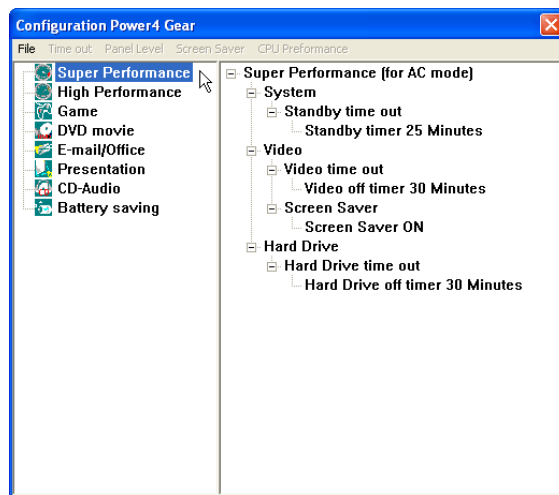 Configuration Power4 Gear
File Time out Panel Level Screen Saver CPU Preformance
Super Performance
High Performance
Game
DVD movie
E-mail/Office
Presentation
CD-Audio
Battery saving
Super Performance (for AC mode)
System
Standby time out
Standby timer 25 Minutes
Video
Video time out
Video off timer 30 Minutes
Screen Saver
Screen Saver ON
Hard Drive
Hard Drive time out
Hard Drive off timer 30 Minutes